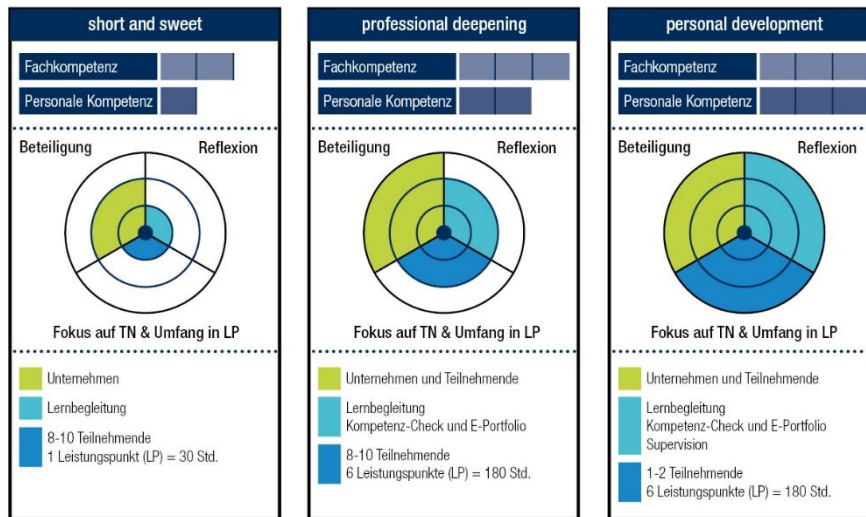 short and sweet
Fachkompetenz
Personale Kompetenz
Beteiligung
Reflexion
Fokus auf TN & Umfang in LP
Unternehmen
Lernbegleitung
8-10 Teilnehmende
1 Leistungspunkt (LP) = 30 Std.
professional deepening
Fachkompetenz
Personale Kompetenz
Beteiligung
Reflexion
Fokus auf TN & Umfang in LP
Unternehmen und Teilnehmende
Lernbegleitung
Kompetenz-Check und E-Portfolio
8-10 Teilnehmende
6 Leistungspunkte (LP) = 180 Std.
personal development
Fachkompetenz
Personale Kompetenz
Beteiligung
Reflexion
Fokus auf TN & Umfang in LP
Unternehmen und Teilnehmende
Lernbegleitung
Kompetenz-Check und E-Portfolio
Supervision
1-2 Teilnehmende
6 Leistungspunkte (LP) = 180 Std.